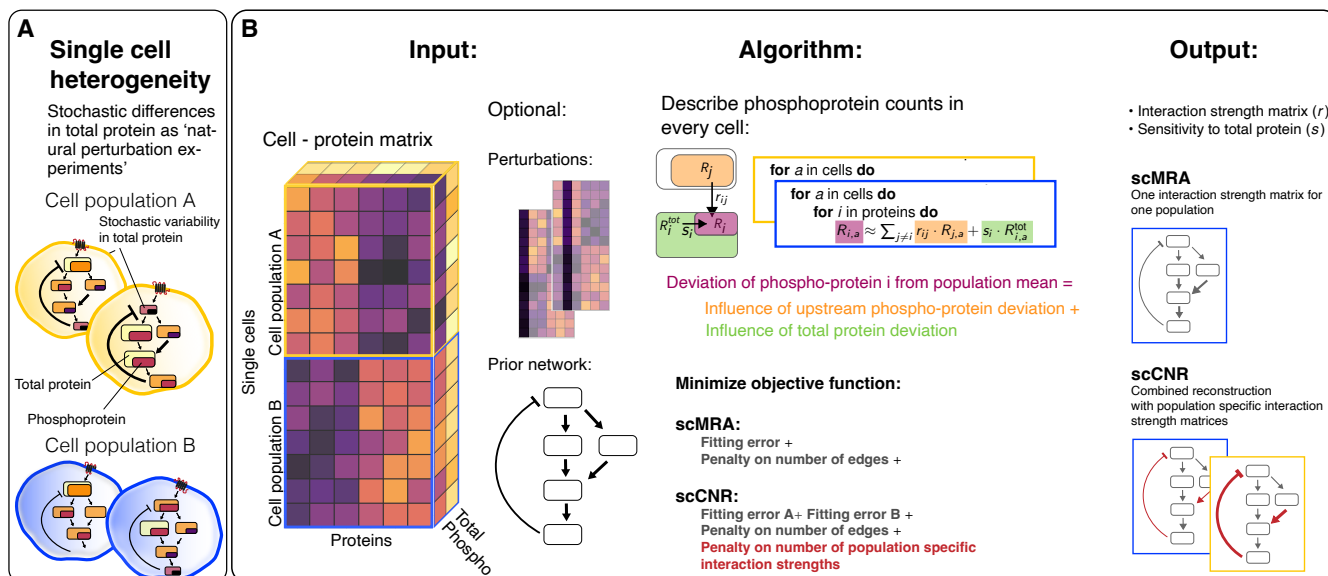 A
Single cell
heterogeneity
Stochastic differences
in total protein as ‘nat-
ural perturbation ex-
periments’
Cell population A
Stochastic variability
in total protein
Total protein
Phosphoprotein
Cell population B
B
Input:
Cell - protein matrix
Single cells
Cell population A
Cell population B
Proteins
Total
Phospho
Optional:
Perturbations:
Prior network:
Algorithm:
Describe phosphoprotein counts in
every cell:
R_j
r_ij
R_i^tot
s_i
R_i
for a in cells do
for a in cells do
for i in proteins do
R_i,a ≈ ∑_j≠i r_ij · R_j,a + s_i · R_i,a^tot
Deviation of phospho-protein i from population mean =
Influence of upstream phospho-protein deviation +
Influence of total protein deviation
Minimize objective function:
scMRA:
Fitting error +
Penalty on number of edges +
scCNR:
Fitting error A+ Fitting error B +
Penalty on number of edges +
Penalty on number of population specific
interaction strengths
Output:
• Interaction strength matrix (r)
• Sensitivity to total protein (s)
scMRA
One interaction strength matrix for
one population
scCNR
Combined reconstruction
with population specific interaction
strength matrices